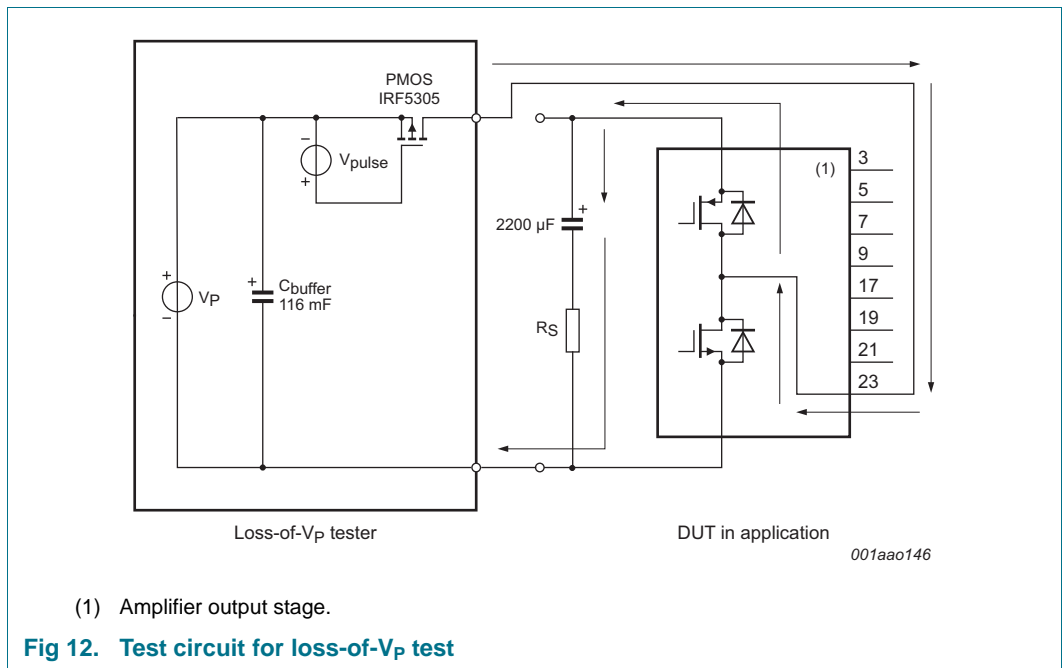 PMOS
IRF5305
−
Vpulse
+
+
VP
−
+
Cbuffer
116 mF
+
2200 µF
RS
(1)
3
5
7
9
17
19
21
23
Loss-of-VP tester
DUT in application
001aao146
(1) Amplifier output stage.
Fig 12. Test circuit for loss-of-VP test